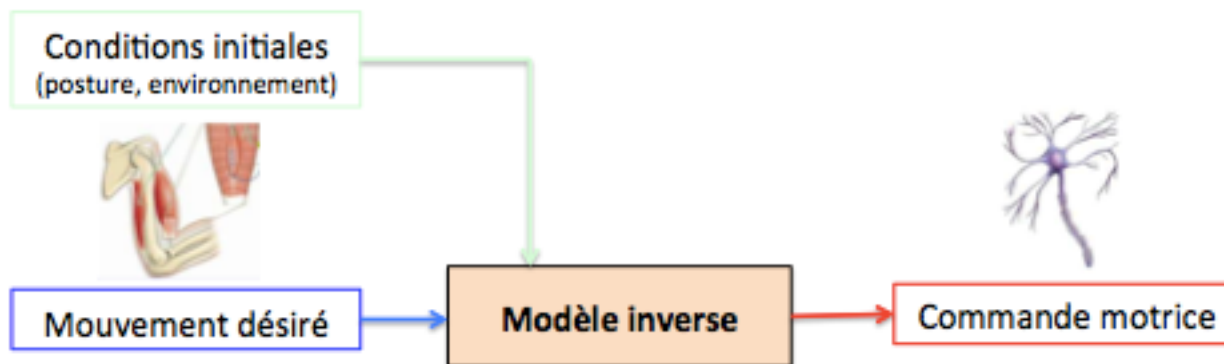 Conditions initiales
(posture, environnement)
Mouvement désiré
Modèle inverse
Commande motrice